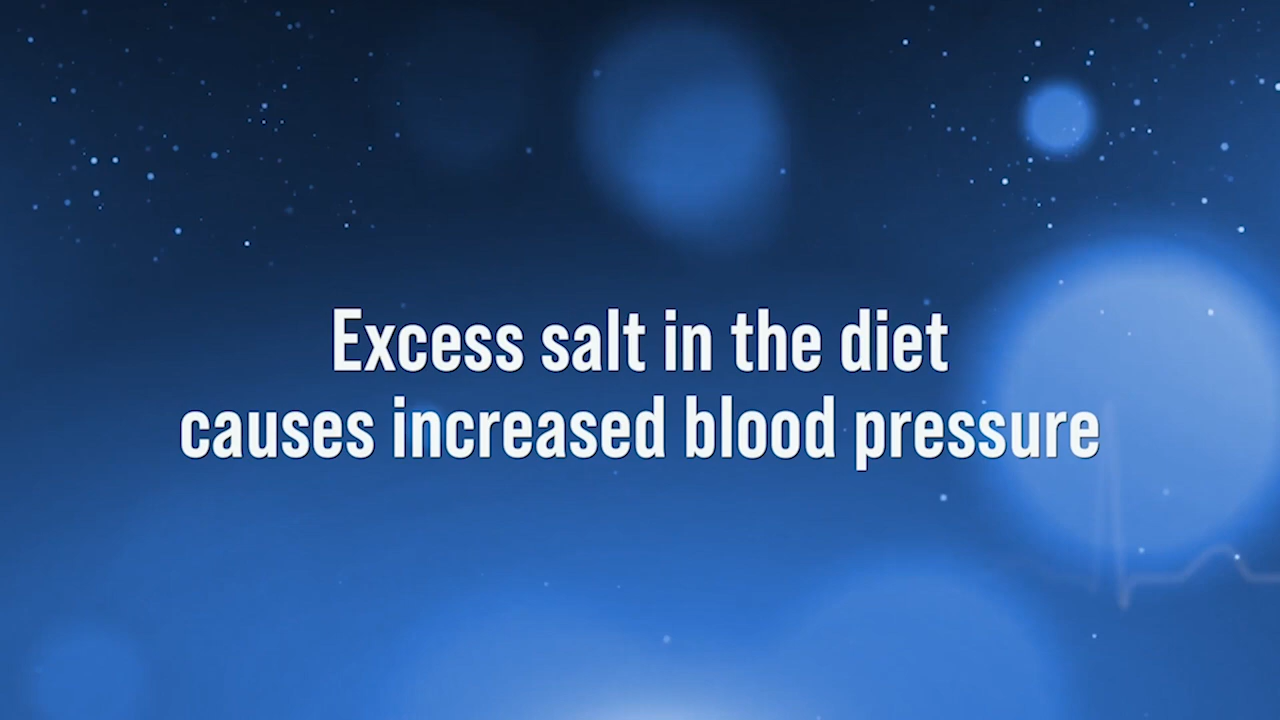 Excess salt in the diet
causes increased blood pressure